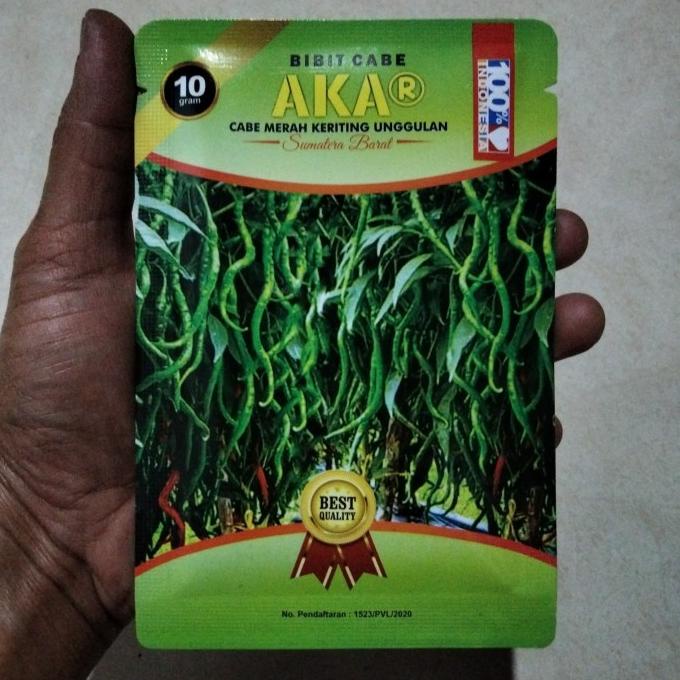 BIBIT CABE
AKA®
CABE MERAH KERITING UNGGULAN
Sumatera Barat
10
gram
100%
INDONESIA
BEST
QUALITY
No. Pendaftaran : 1523/PVL/2020